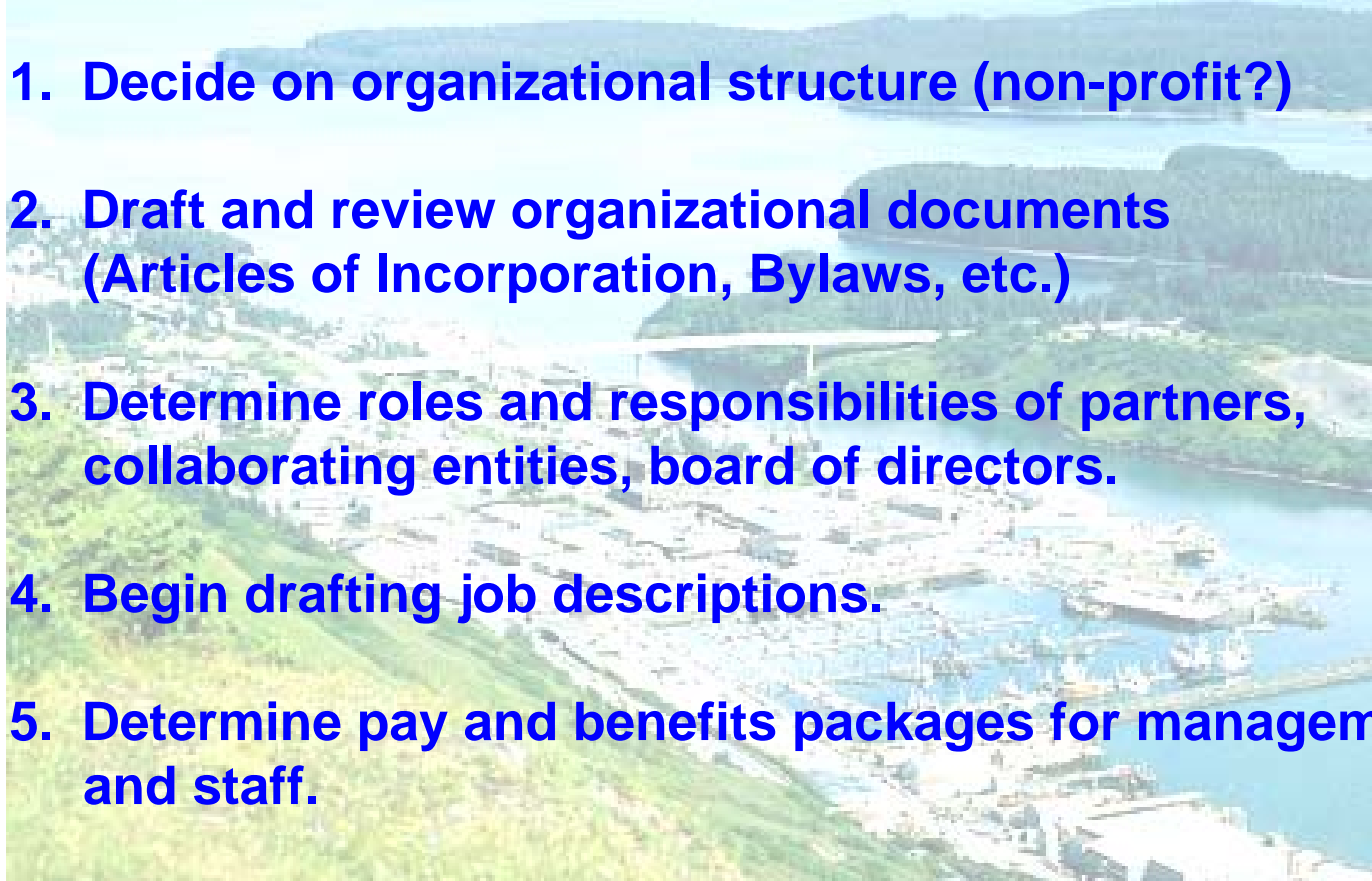 1. Decide on organizational structure (non-profit?)
2. Draft and review organizational documents
(Articles of Incorporation, Bylaws, etc.)
3. Determine roles and responsibilities of partners,
collaborating entities, board of directors.
4. Begin drafting job descriptions.
5. Determine pay and benefits packages for managem
and staff.